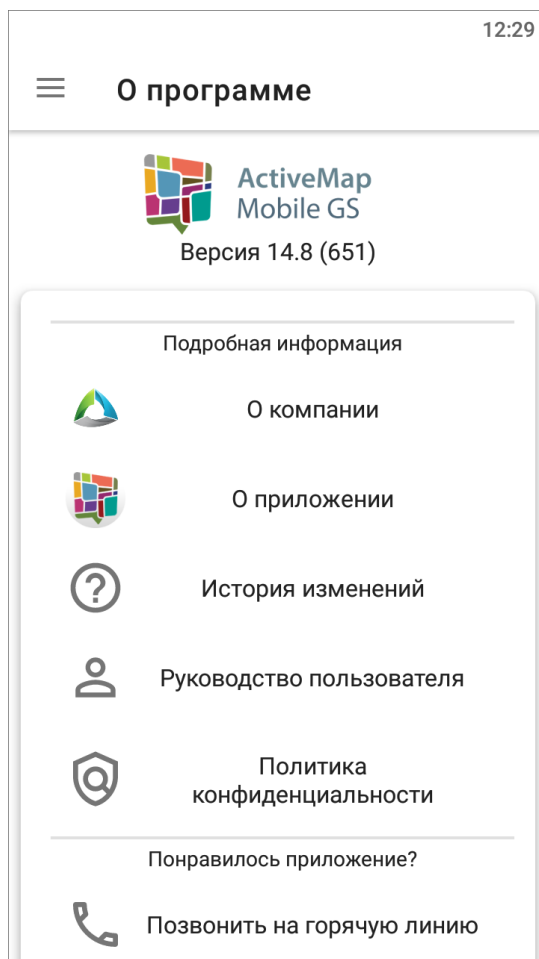 12:29
О программе
ActiveMap
Mobile GS
Версия 14.8 (651)
Подробная информация
О компании
О приложении
История изменений
Руководство пользователя
Политика
конфиденциальности
Понравилось приложение?
Позвонить на горячую линию